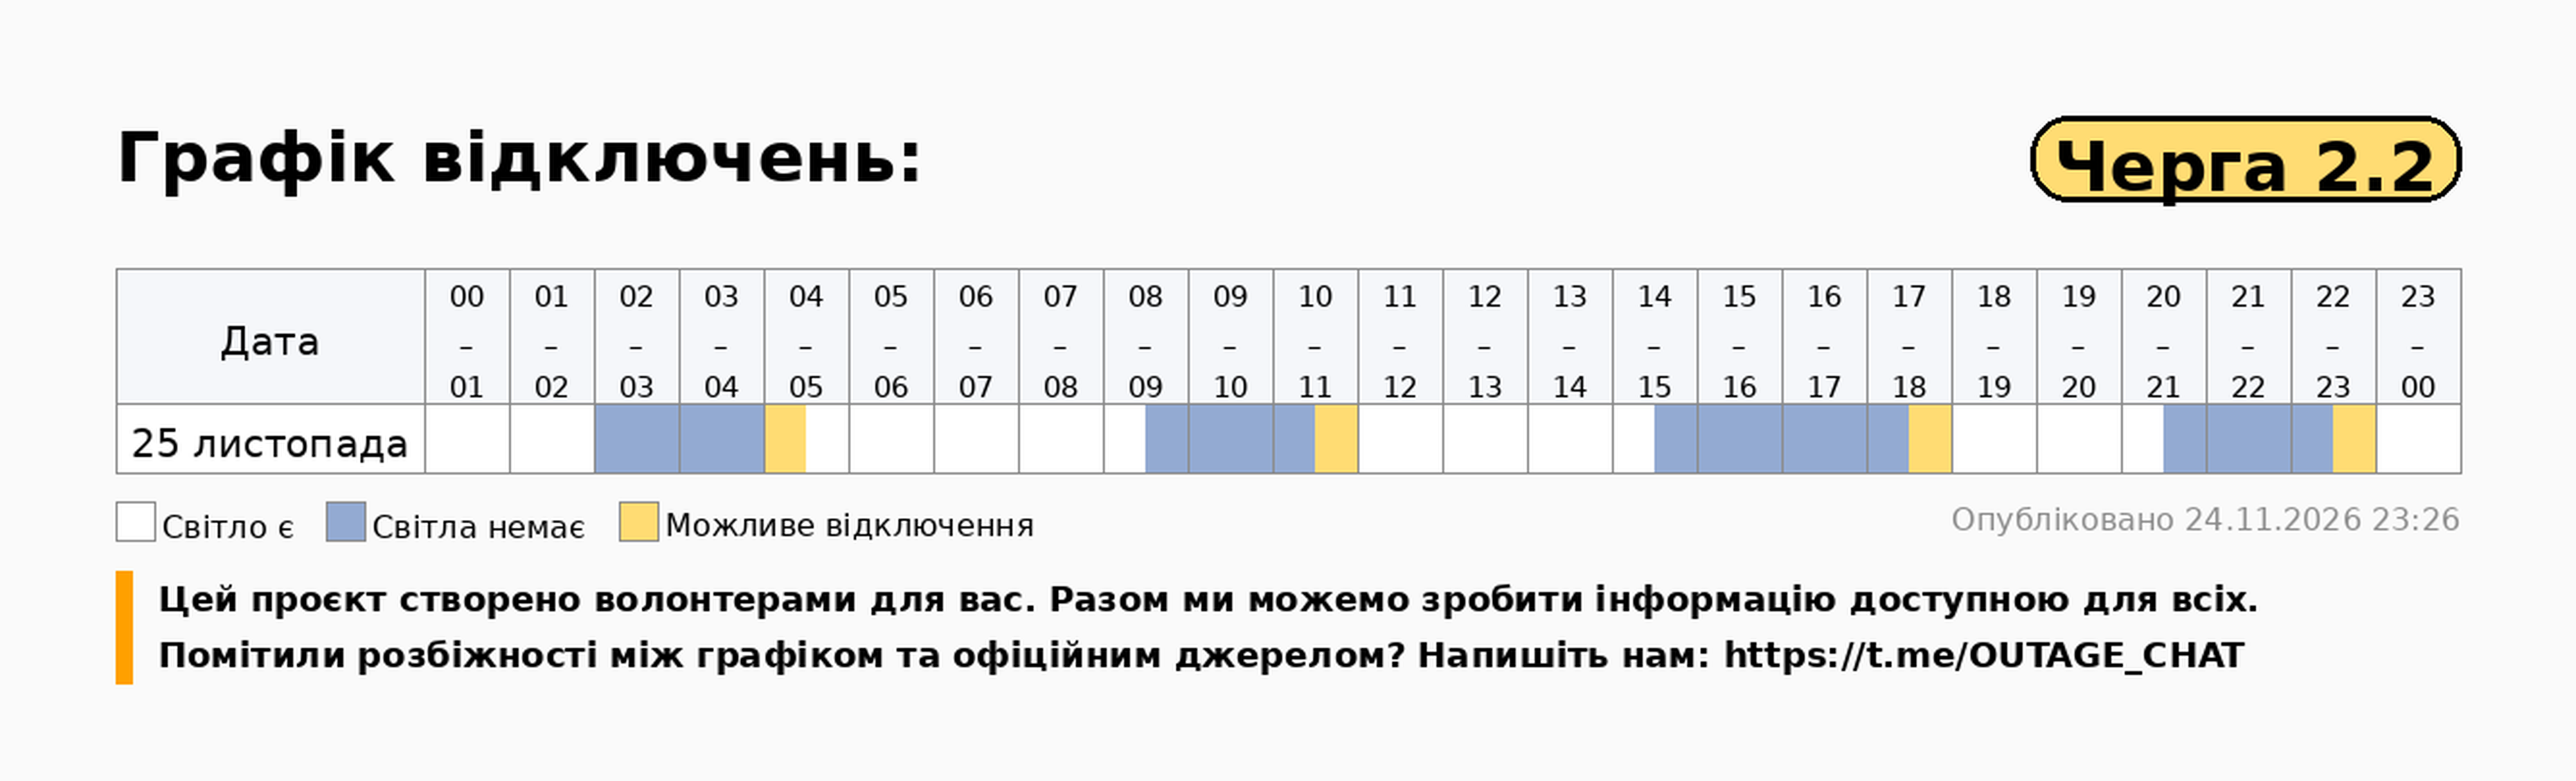 Графік відключень:
Черга 2.2
Дата
00 – 01
01 – 02
02 – 03
03 – 04
04 – 05
05 – 06
06 – 07
07 – 08
08 – 09
09 – 10
10 – 11
11 – 12
12 – 13
13 – 14
14 – 15
15 – 16
16 – 17
17 – 18
18 – 19
19 – 20
20 – 21
21 – 22
22 – 23
23 – 00
25 листопада
Світло є
Світла немає
Можливе відключення
Опубліковано 24.11.2026 23:26
Цей проєкт створено волонтерами для вас. Разом ми можемо зробити інформацію доступною для всіх.
Помітили розбіжності між графіком та офіційним джерелом? Напишіть нам: https://t.me/OUTAGE_CHAT